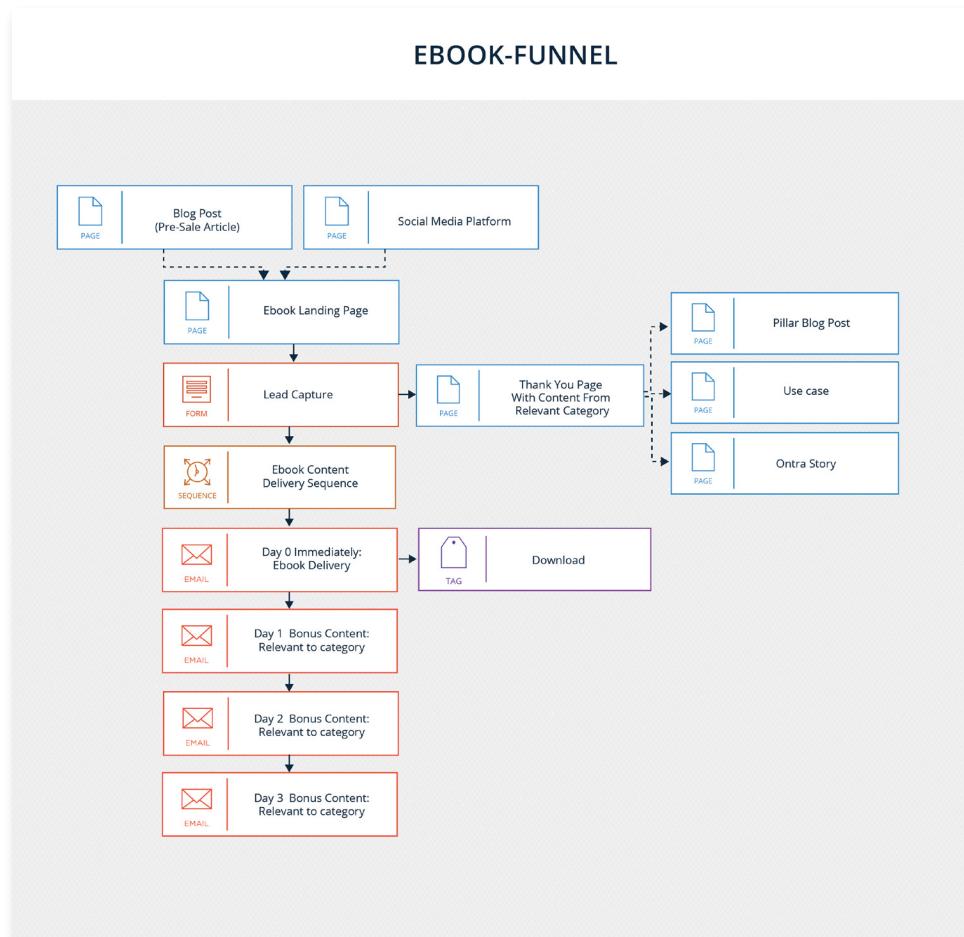 EBOOK-FUNNEL
Blog Post
(Pre-Sale Article)
PAGE
Social Media Platform
PAGE
Ebook Landing Page
PAGE
Lead Capture
FORM
Thank You Page
With Content From
Relevant Category
PAGE
Pillar Blog Post
PAGE
Use case
PAGE
Ontra Story
PAGE
Ebook Content
Delivery Sequence
SEQUENCE
Day 0 Immediately:
Ebook Delivery
EMAIL
Download
TAG
Day 1 Bonus Content:
Relevant to category
EMAIL
Day 2 Bonus Content:
Relevant to category
EMAIL
Day 3 Bonus Content:
Relevant to category
EMAIL